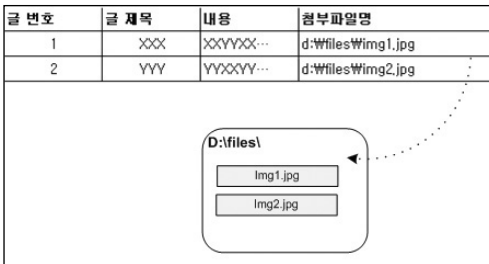 글 번호 글 제목 내용 첨부파일명
1 XXX XXYYXX… d:₩files₩img1.jpg
2 YYY YYXXYY… d:₩files₩img2.jpg
D:\files\
Img1.jpg
Img2.jpg